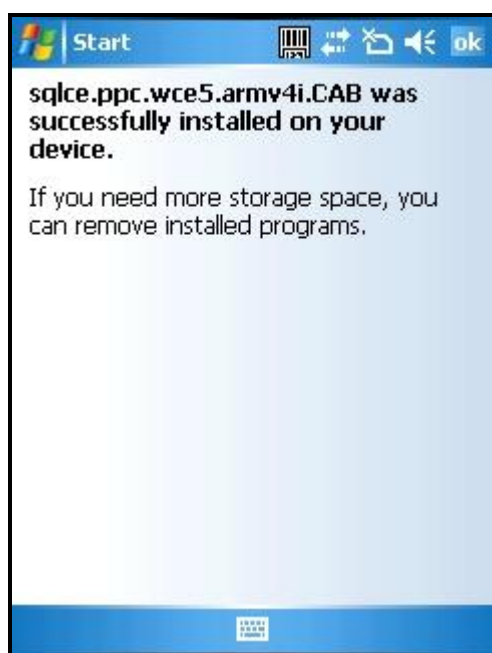 Start ok
sqlce.ppc.wce5.armv4i.CAB was
successfully installed on your
device.
If you need more storage space, you
can remove installed programs.